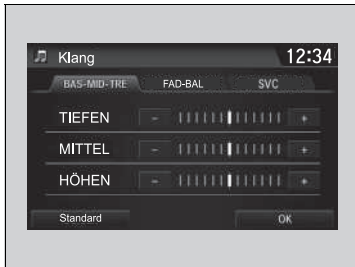 Klang 12:34
BAS-MID-TRE FAD-BAL SVC
TIEFEN - +
MITTEL - +
HÖHEN - +
Standard OK